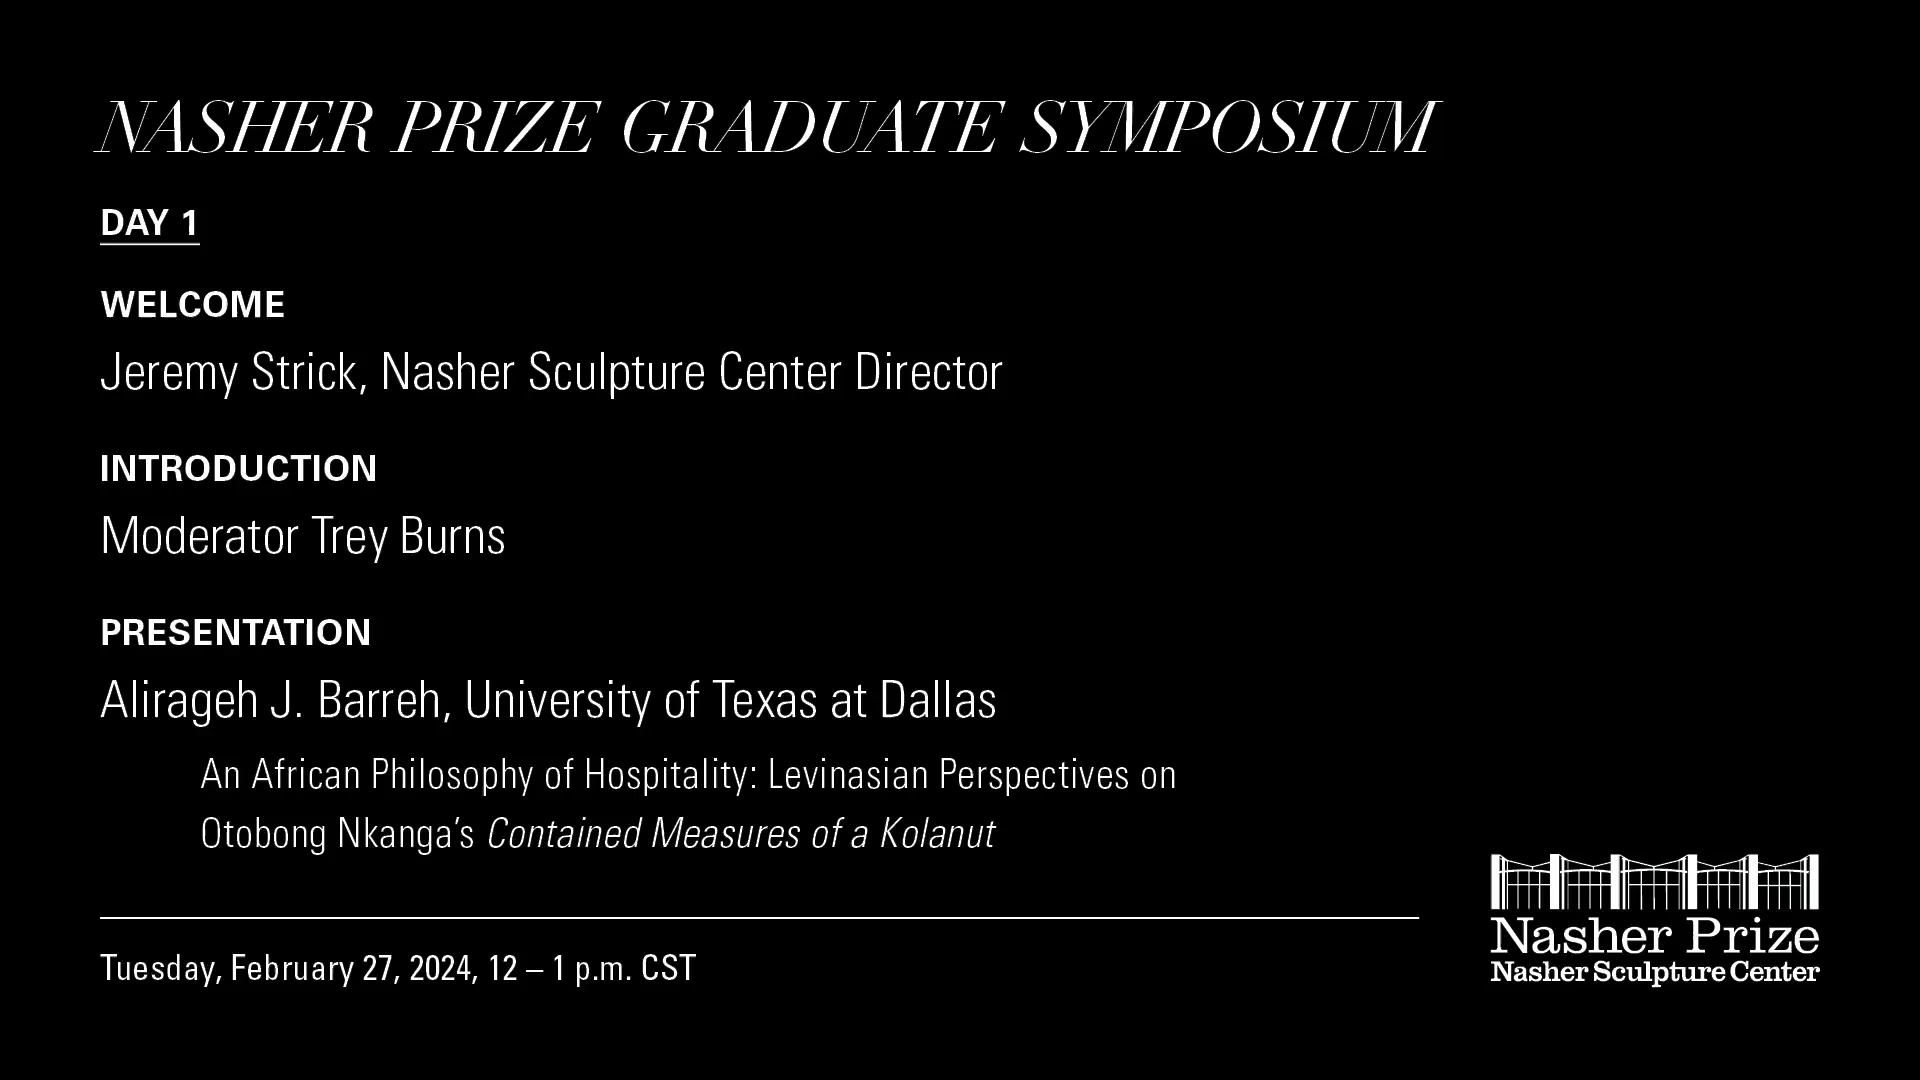 NASHER PRIZE GRADUATE SYMPOSIUM
DAY 1
WELCOME
Jeremy Strick, Nasher Sculpture Center Director
INTRODUCTION
Moderator Trey Burns
PRESENTATION
Alirageh J. Barreh, University of Texas at Dallas
An African Philosophy of Hospitality: Levinasian Perspectives on
Otobong Nkanga’s Contained Measures of a Kolanut
Tuesday, February 27, 2024, 12 – 1 p.m. CST
Nasher Prize
Nasher Sculpture Center